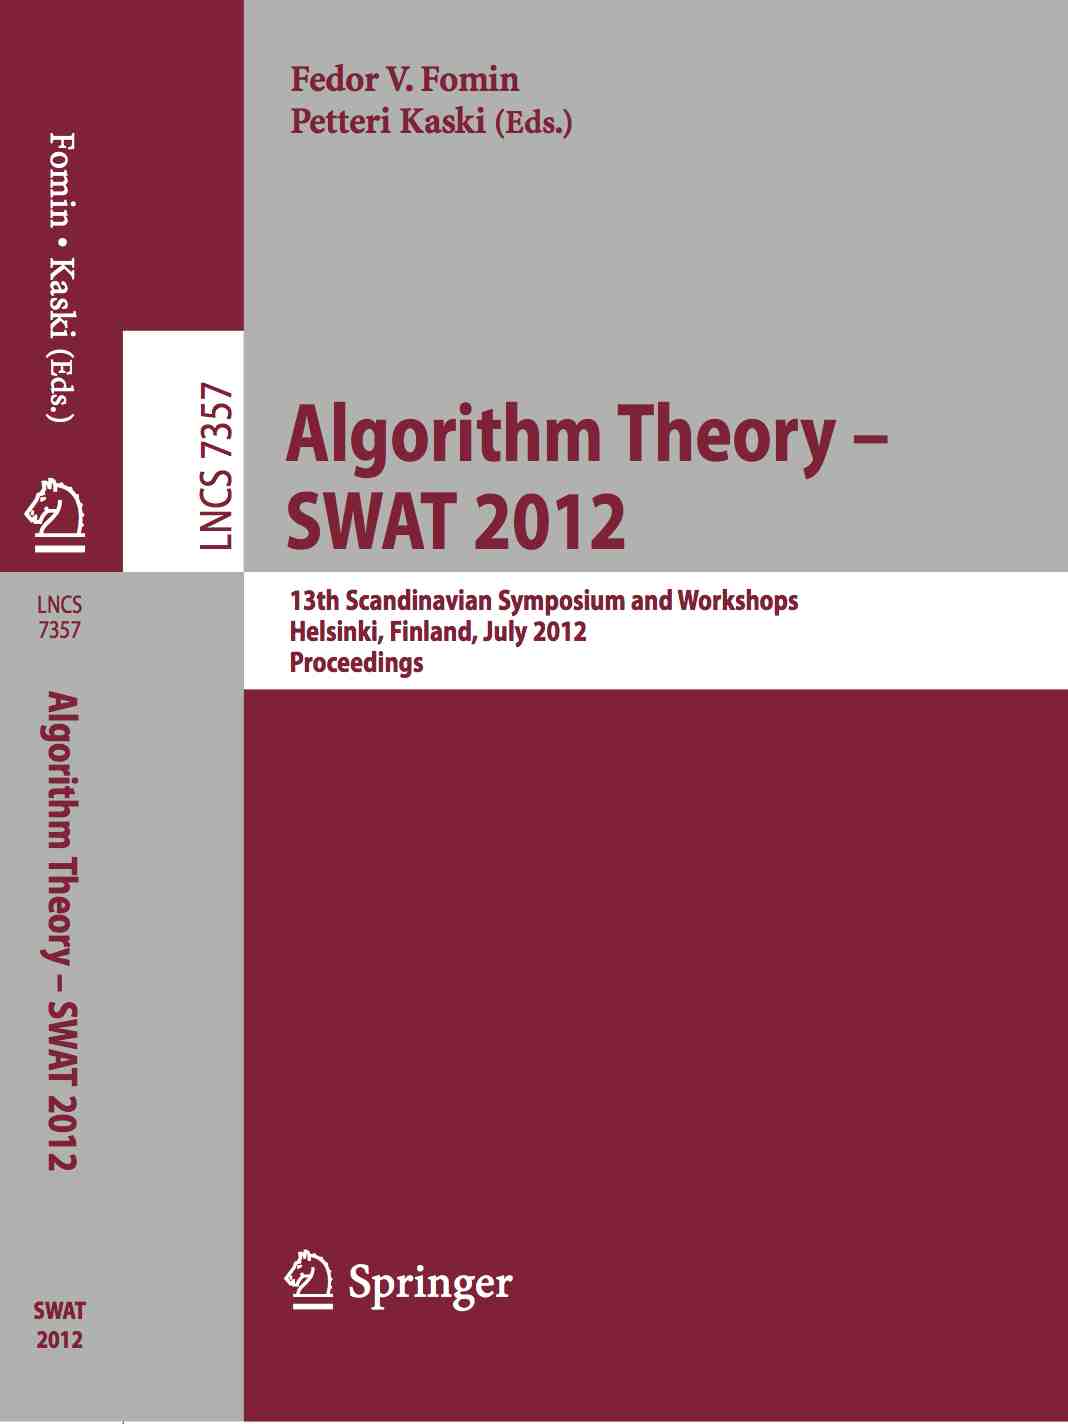 Fomin • Kaski (Eds.)
LNCS
7357
Algorithm Theory – SWAT 2012
SWAT
2012
LNCS 7357
Fedor V. Fomin
Petteri Kaski (Eds.)
Algorithm Theory –
SWAT 2012
13th Scandinavian Symposium and Workshops
Helsinki, Finland, July 2012
Proceedings
Springer